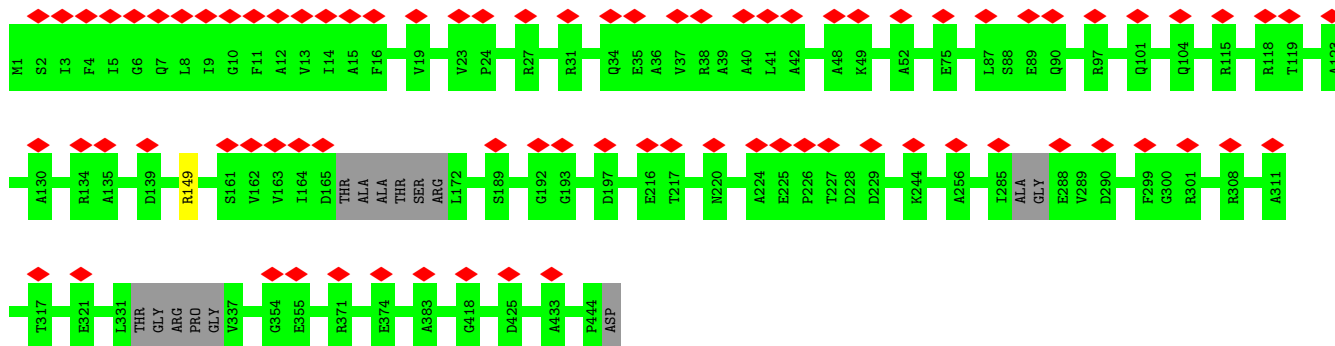 M1 S2 I3 F4 I5 G6 Q7 L8 I9 G10 F11 A12 V13 I14 A15 F16 V19 V23 P24 R27 R31 Q34 E35 A36 V37 R38 A39 A40 L41 A42 A48 K49 A52 E75 L87 S88 E89 Q90 R97 Q101 Q104 R115 R118 T119 A123
A130 R134 A135 D139 R149 S161 V162 V163 I164 D165 THR ALA ALA THR SER ARG L172 S189 G192 G193 D197 E216 T217 N220 A224 E225 P226 T227 D228 D229 K244 A256 I285 ALA GLY E288 V289 D290 F299 G300 R301 R308 A311
T317 E321 L331 THR GLY ARG PRO GLY V337 G354 E355 R371 E374 A383 G418 D425 A433 P444 ASP